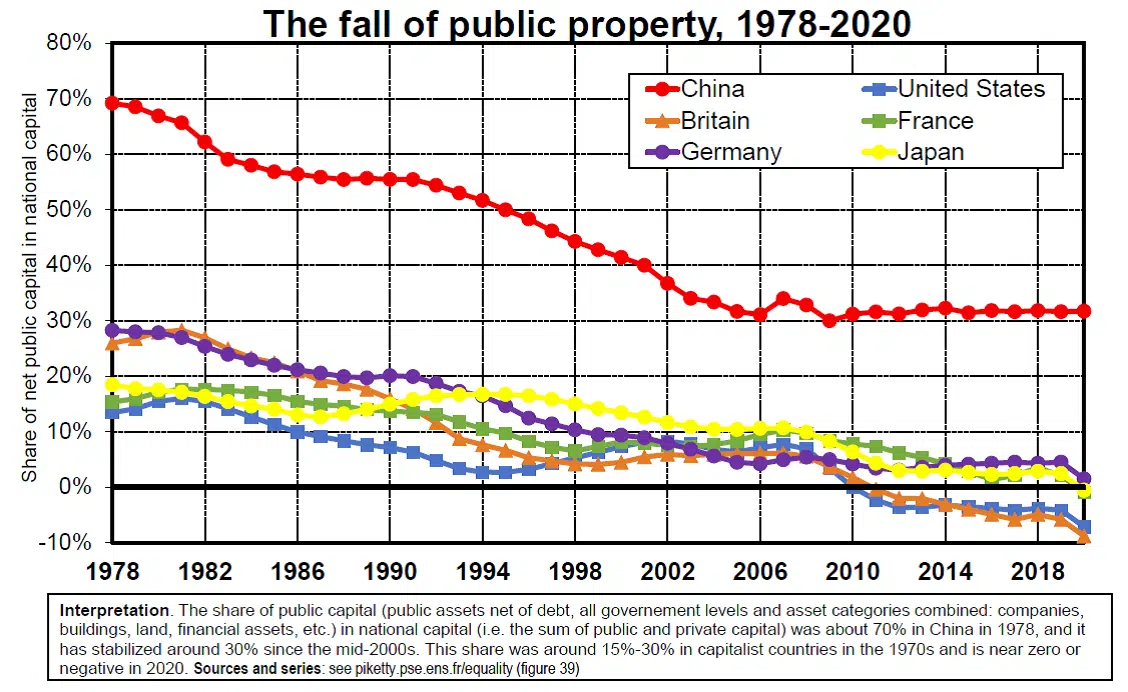 The fall of public property, 1978-2020
80%
70%
60%
50%
40%
30%
20%
10%
0%
-10%
Share of net public capital in national capital
China
United States
Britain
France
Germany
Japan
1978 1982 1986 1990 1994 1998 2002 2006 2010 2014 2018
Interpretation. The share of public capital (public assets net of debt, all governement levels and asset categories combined: companies,
buildings, land, financial assets, etc.) in national capital (i.e. the sum of public and private capital) was about 70% in China in 1978, and it
has stabilized around 30% since the mid-2000s. This share was around 15%-30% in capitalist countries in the 1970s and is near zero or
negative in 2020. Sources and series: see piketty.pse.ens.fr/equality (figure 39)